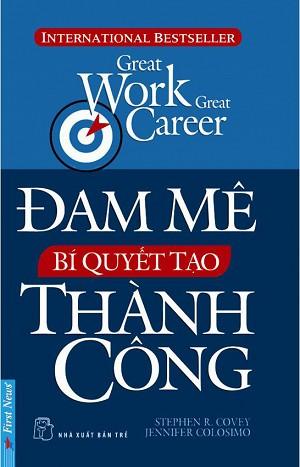 INTERNATIONAL BESTSELLER
Great
Work Great
Career
ĐAM MÊ
BÍ QUYẾT TẠO
THÀNH
CÔNG
STEPHEN R. COVEY
JENNIFER COLOSIMO
NHÀ XUẤT BẢN TRẺ
First News